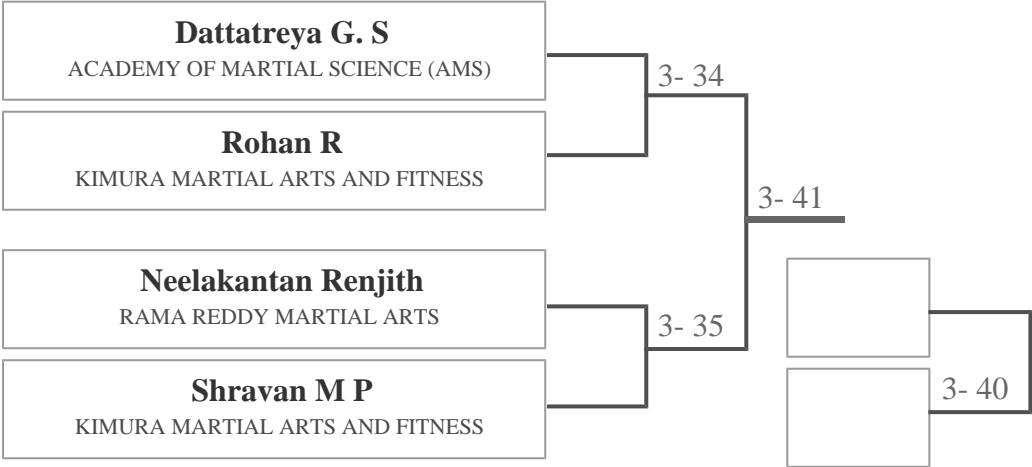 Dattatreya G. S
ACADEMY OF MARTIAL SCIENCE (AMS)
3- 34
Rohan R
KIMURA MARTIAL ARTS AND FITNESS
3- 41
Neelakantan Renjith
RAMA REDDY MARTIAL ARTS
3- 35
Shravan M P
KIMURA MARTIAL ARTS AND FITNESS
3- 40